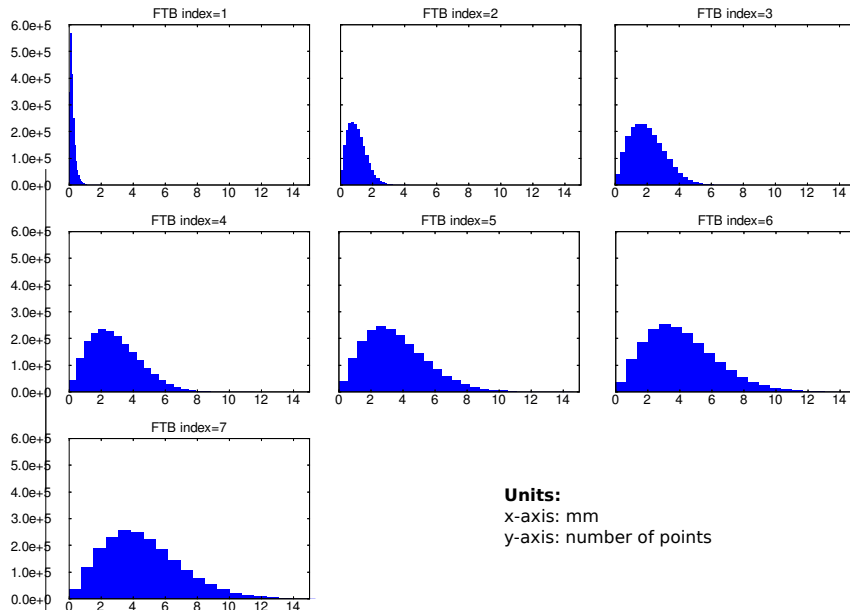 FTB index=1
FTB index=2
FTB index=3
6.0e+5
5.0e+5
4.0e+5
3.0e+5
2.0e+5
1.0e+5
0.0e+0
0 2 4 6 8 10 12 14
0 2 4 6 8 10 12 14
0 2 4 6 8 10 12 14
FTB index=4
FTB index=5
FTB index=6
6.0e+5
5.0e+5
4.0e+5
3.0e+5
2.0e+5
1.0e+5
0.0e+0
0 2 4 6 8 10 12 14
0 2 4 6 8 10 12 14
0 2 4 6 8 10 12 14
FTB index=7
6.0e+5
5.0e+5
4.0e+5
3.0e+5
2.0e+5
1.0e+5
0.0e+0
0 2 4 6 8 10 12 14
Units:
x-axis: mm
y-axis: number of points